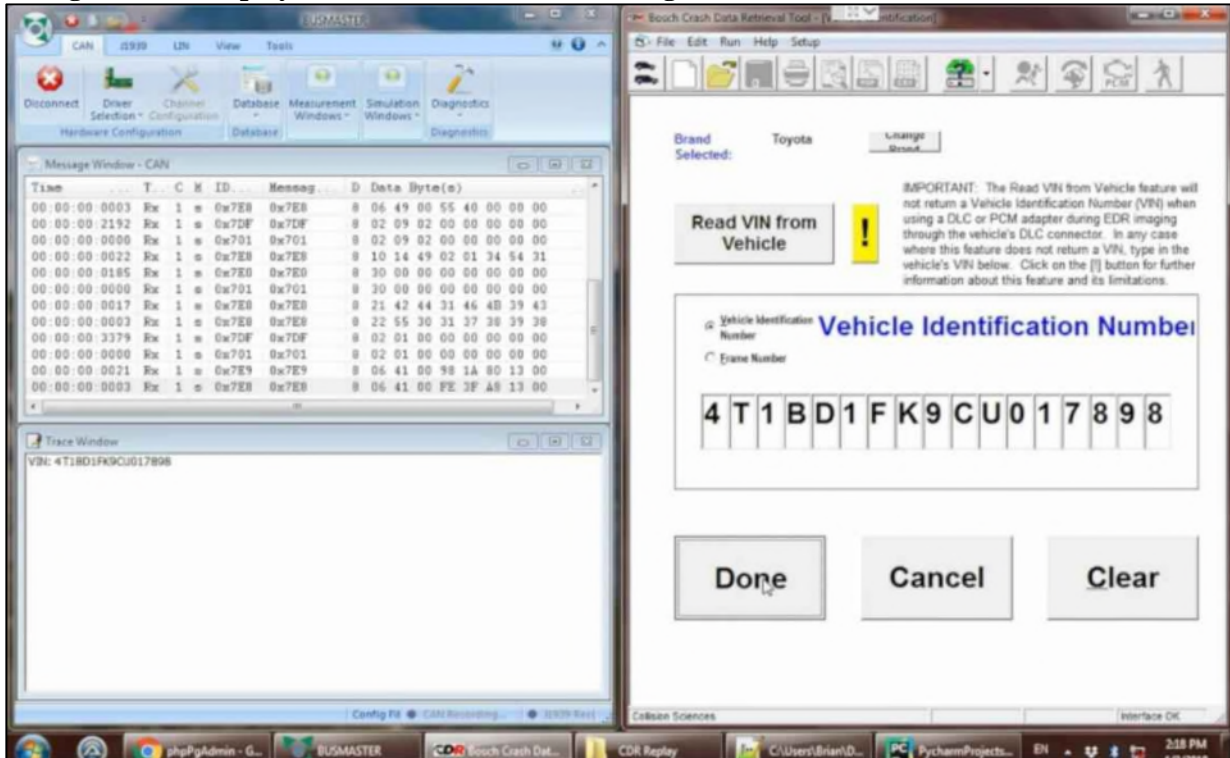 BUSMASTER
CAN J1939 LIN View Tools
Disconnect Driver Selection Channel Configuration Database Measurement Windows Simulation Windows Diagnostics
Hardware Configuration Database Diagnostics
Message Window - CAN
Time ... T... C M ID... Messag... D Data Byte(s)
00:00:00:0003 Rx 1 s 0x7E8 0x7E8 8 06 49 00 55 40 00 00 00
00:00:00:2192 Rx 1 s 0x7DF 0x7DF 8 02 09 02 00 00 00 00 00
00:00:00:0000 Rx 1 s 0x701 0x701 8 02 09 02 00 00 00 00 00
00:00:00:0022 Rx 1 s 0x7E8 0x7E8 8 10 14 49 02 01 34 54 31
00:00:00:0185 Rx 1 s 0x7E0 0x7E0 8 30 00 00 00 00 00 00 00
00:00:00:0000 Rx 1 s 0x701 0x701 00 00 00 00
00:00:00:0017 Rx 1 s 0x7E8 0x7E8 8 21 42 44 31 46 4B 39 43
00:00:00:0003 Rx 1 s 0x7E8 0x7E8 8 22 55 30 31 37 38 39 38
00:00:00:3379 Rx 1 s 0x7DF 0x7DF 8 02 01 00 00 00 00 00 00
00:00:00:0000 Rx 1 s 0x701 0x701 8 02 01 00 00 00 00 00 00
00:00:00:0021 Rx 1 s 0x7E9 0x7E9 8 06 41 00 98 1A 80 13 00
00:00:00:0003 Rx 1 s 0x7E8 0x7E8 8 06 41 00 FE 3F A8 13 00
Trace Window
VIN: 4T1BD1FK9CU017898
Config Fil CAN Recording... J1939 Rec
Bosch Crash Data Retrieval Tool - [V ntification]
File Edit Run Help Setup
PCM
Brand Selected: Toyota Change Brand
Read VIN from Vehicle
!
IMPORTANT: The Read VIN from Vehicle feature will
not return a Vehicle Identification Number (VIN) when
using a DLC or PCM adapter during EDR imaging
through the vehicle's DLC connector. In any case
where this feature does not return a VIN, type in the
vehicle's VIN below. Click on the [!] button for further
information about this feature and its limitations.
Vehicle Identification Number
Frame Number
Vehicle Identification Number
4 T 1 B D 1 F K 9 C U 0 1 7 8 9 8
Done Cancel Clear
Collision Sciences Interface OK
phpPgAdmin - G... BUSMASTER CDR Bosch Crash Dat... CDR Replay C:\Users\Brian\D... PycharmProjects... EN 2:18 PM